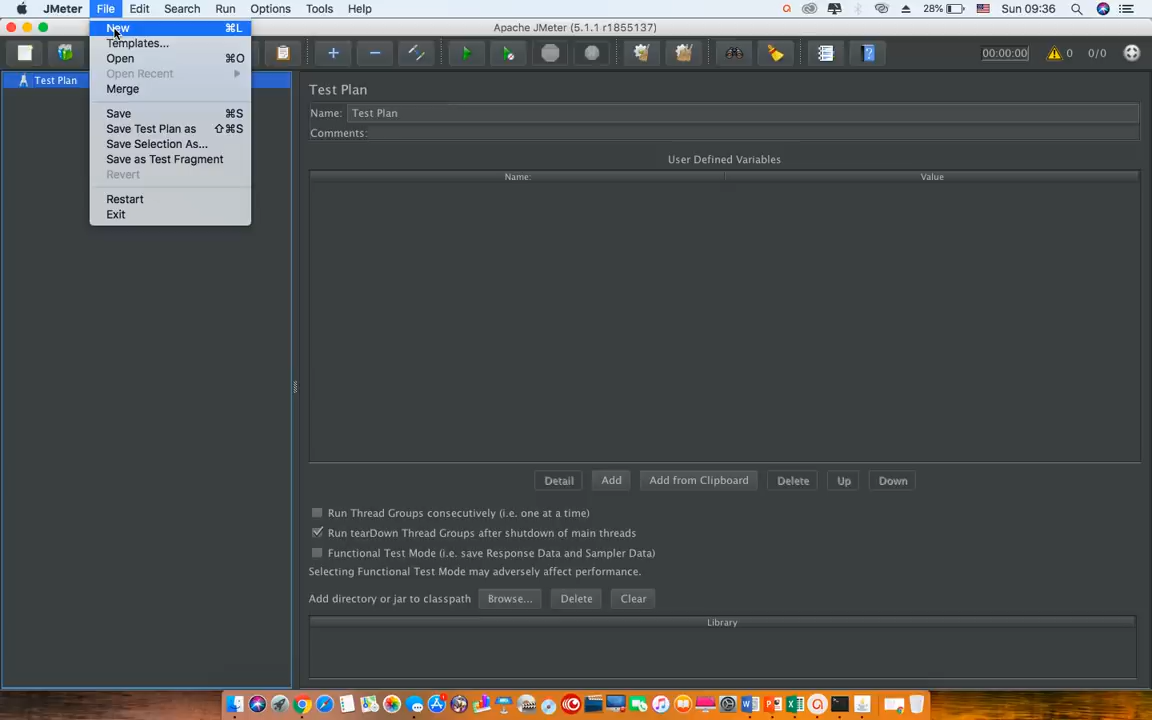 JMeter File Edit Search Run Options Tools Help 28% Sun 09:36
Apache JMeter (5.1.1 r1855137)
New ⌘L
Templates...
Open ⌘O
Open Recent
Merge
Save ⌘S
Save Test Plan as ⇧⌘S
Save Selection As...
Save as Test Fragment
Revert
Restart
Exit
00:00:00 0 0/0
Test Plan
Test Plan
Name: Test Plan
Comments:
User Defined Variables
Name: Value
Detail Add Add from Clipboard Delete Up Down
Run Thread Groups consecutively (i.e. one at a time)
Run tearDown Thread Groups after shutdown of main threads
Functional Test Mode (i.e. save Response Data and Sampler Data)
Selecting Functional Test Mode may adversely affect performance.
Add directory or jar to classpath Browse... Delete Clear
Library